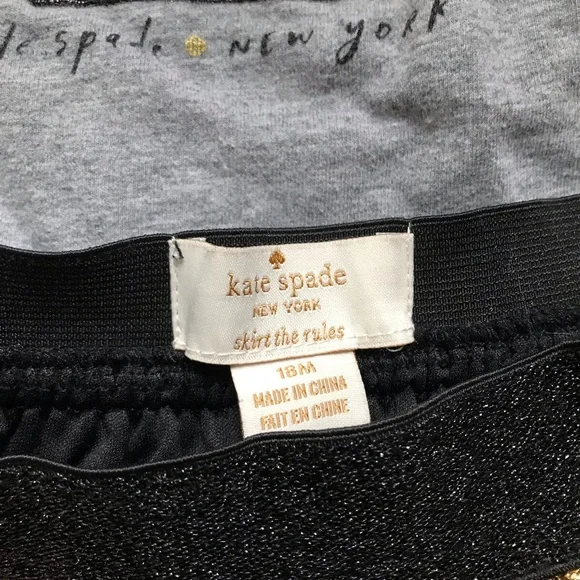 spade NEW YORK
kate spade
NEW YORK
skirt the rules
18M
MADE IN CHINA
FAIT EN CHINE